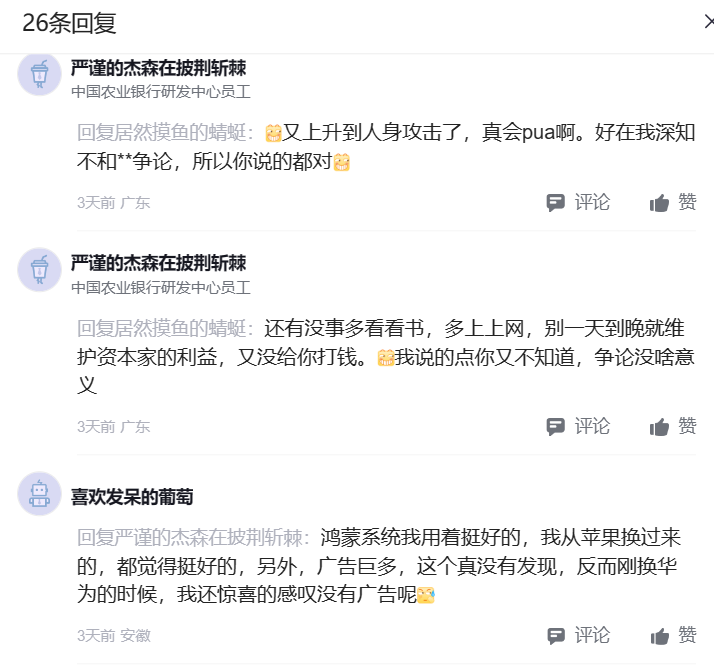 26条回复
严谨的杰森在披荆斩棘
中国农业银行研发中心员工
回复居然摸鱼的蜻蜓：又上升到人身攻击了，真会pua啊。好在我深知
不和**争论，所以你说的都对
3天前 广东
评论 赞
严谨的杰森在披荆斩棘
中国农业银行研发中心员工
回复居然摸鱼的蜻蜓：还有没事多看看书，多上上网，别一天到晚就维
护资本家的利益，又没给你打钱。我说的点你又不知道，争论没啥意
义
3天前 广东
评论 赞
喜欢发呆的葡萄
回复严谨的杰森在披荆斩棘：鸿蒙系统我用着挺好的，我从苹果换过来
的，都觉得挺好的，另外，广告巨多，这个真没有发现，反而刚换华
为的时候，我还惊喜的感叹没有广告呢
3天前 安徽
评论 赞